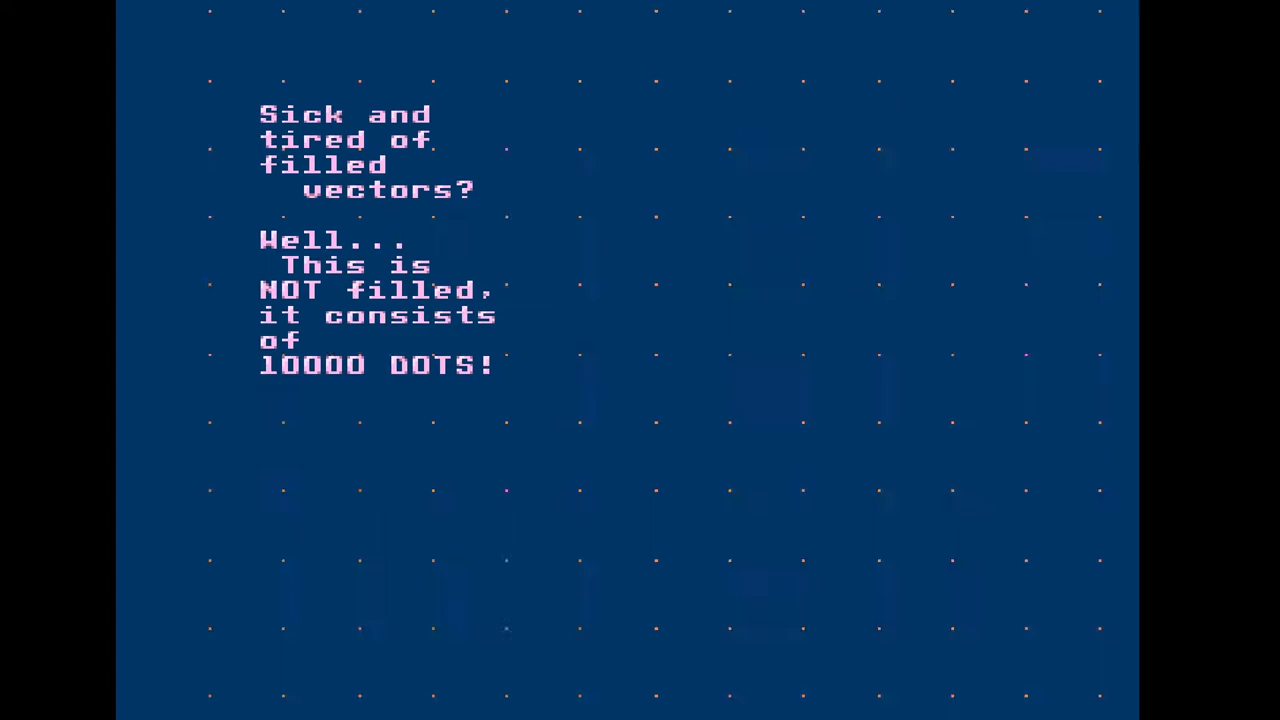 Sick and
tired of
filled
vectors?
Well...
This is
NOT filled,
it consists
of
10000 DOTS!